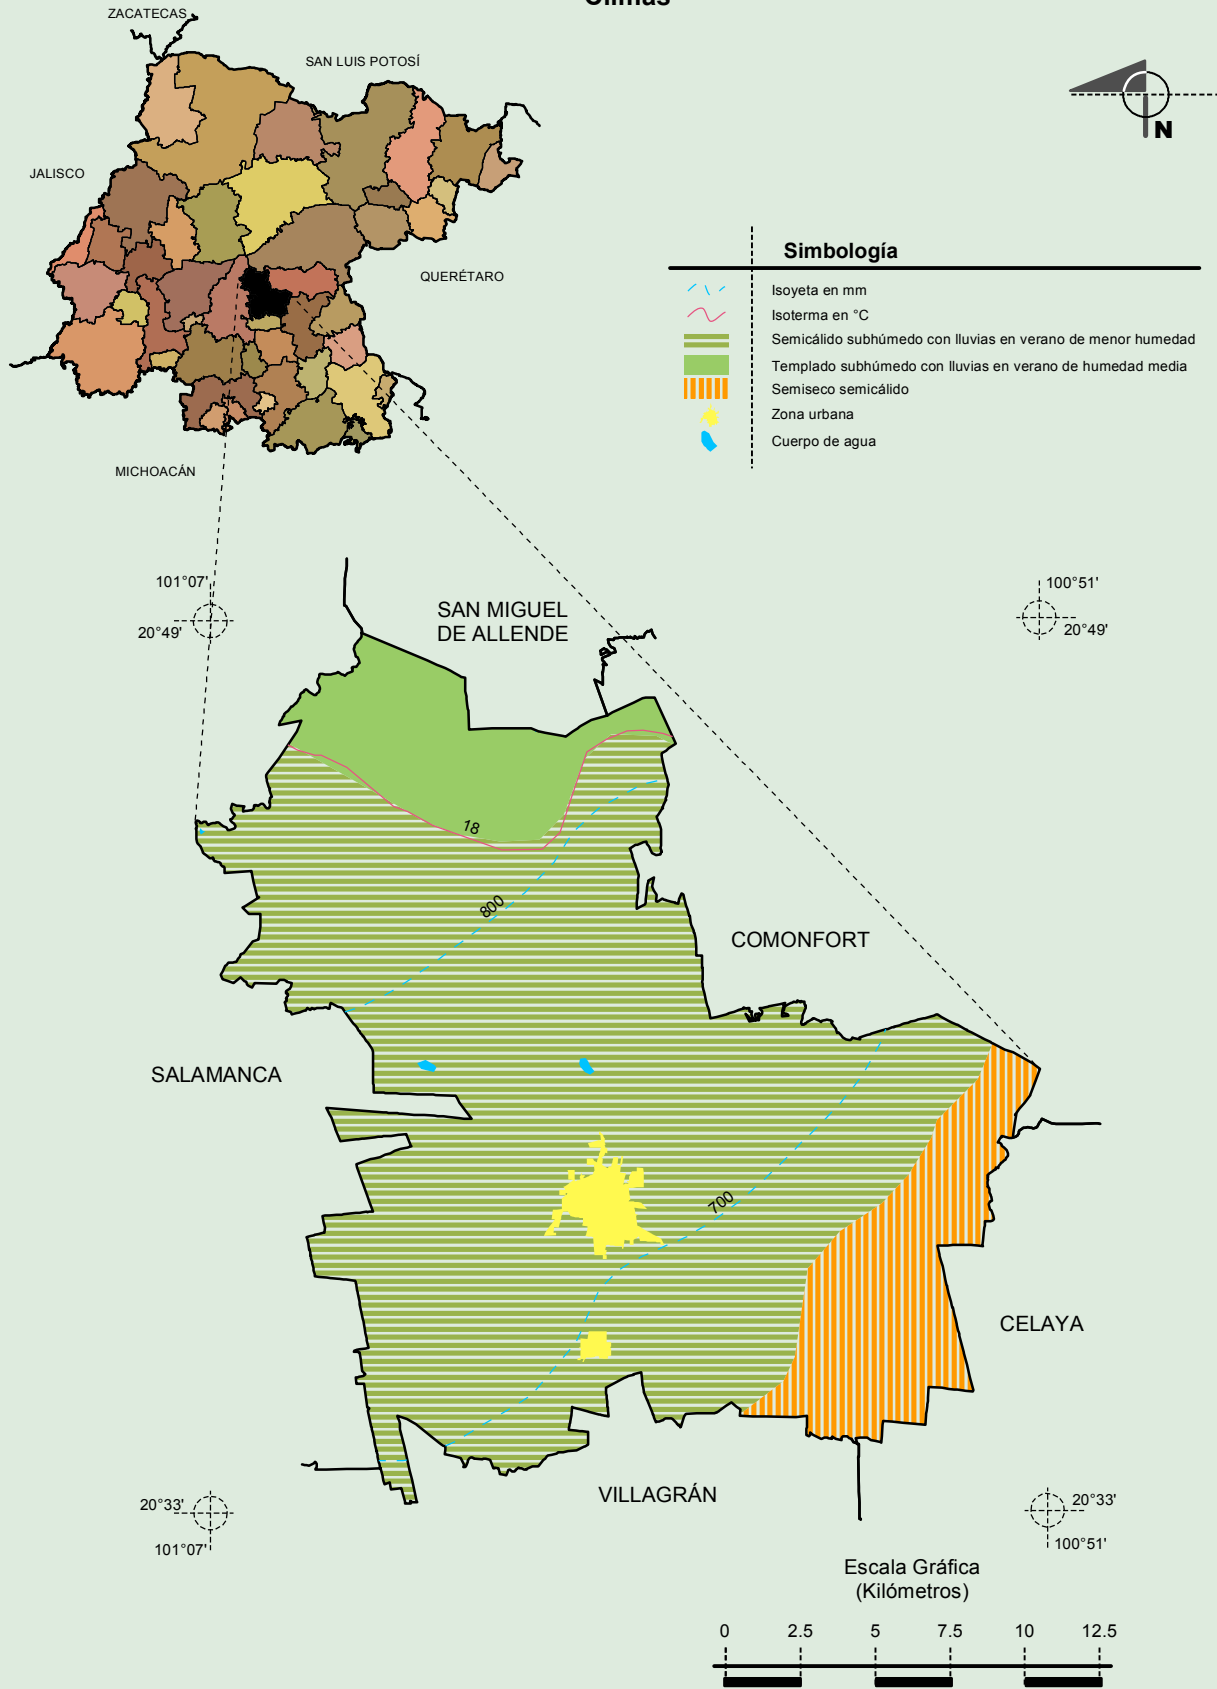 Climas
ZACATECAS
SAN LUIS POTOSÍ
JALISCO
QUERÉTARO
MICHOACÁN
N
Simbología
Isoyeta en mm
Isoterma en °C
Semicálido subhúmedo con lluvias en verano de menor humedad
Templado subhúmedo con lluvias en verano de humedad media
Semiseco semicálido
Zona urbana
Cuerpo de agua
101°07'
20°49'
100°51'
20°49'
SAN MIGUEL
DE ALLENDE
18
800
COMONFORT
SALAMANCA
700
CELAYA
VILLAGRÁN
20°33'
101°07'
20°33'
100°51'
Escala Gráfica
(Kilómetros)
0 2.5 5 7.5 10 12.5